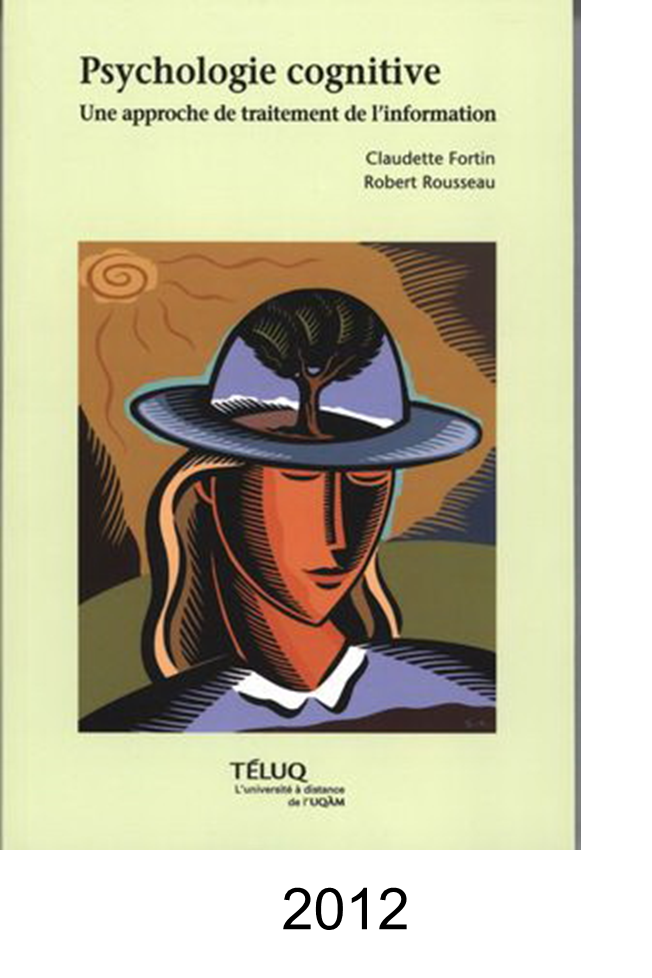 Psychologie cognitive
Une approche de traitement de l'information
Claudette Fortin
Robert Rousseau
TÉLUQ
L'université à distance
de l'UQÀM
2012